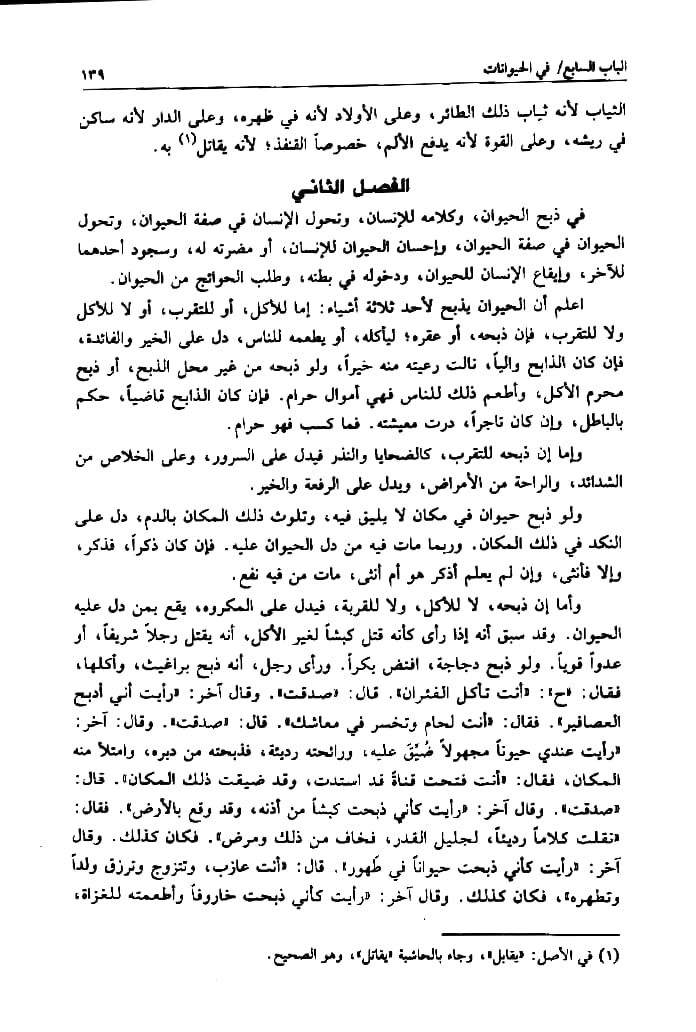 الباب السابع/ في الحيوانات
١٣٩
الثياب لأنه ثياب ذلك الطائر، وعلى الأولاد لأنه في ظهره، وعلى الدار لأنه ساكن
في ريشه، وعلى القوة لأنه يدفع الألم، خصوصاً القنفذ؛ لأنه يقاتل(١) به.
الفصل الثاني
في ذبح الحيوان، وكلامه للإنسان، وتحول الإنسان في صفة الحيوان، وتحول
الحيوان في صفة الحيوان، وإحسان الحيوان للإنسان، أو مضرته له، وسجود أحدهما
للآخر، وإيقاع الإنسان للحيوان، ودخوله في بطنه، وطلب الحوائج من الحيوان.
اعلم أن الحيوان يذبح لأحد ثلاثة أشياء: إما للأكل، أو للتقرب، أو لا للأكل
ولا للتقرب، فإن ذبحه، أو عقره؛ ليأكله، أو يطعمه للناس، دل على الخير والفائدة،
فإن كان الذابح والياً، نالت رعيته منه خيراً، ولو ذبحه من غير محل الذبح، أو ذبح
محرم الأكل، وأطعم ذلك للناس فهي أموال حرام. فإن كان الذابح قاضياً، حكم
بالباطل، وإن كان تاجراً، درت معيشته. فما كسب فهو حرام.
وإما إن ذبحه للتقرب، كالضحايا والنذر فيدل على السرور، وعلى الخلاص من
الشدائد، والراحة من الأمراض، ويدل على الرفعة والخير.
ولو ذبح حيوان في مكان لا يليق فيه، وتلوث ذلك المكان بالدم، دل على
النكد في ذلك المكان. وربما مات فيه من دل الحيوان عليه. فإن كان ذكراً، فذكر،
وإلا فأنثى، وإن لم يعلم أذكر هو أم أنثى، مات من فيه نفع.
وأما إن ذبحه، لا للأكل، ولا للقربة، فيدل على المكروه، يقع بمن دل عليه
الحيوان. وقد سبق أنه إذا رأى كأنه قتل كبشاً لغير الأكل، أنه يقتل رجلاً شريفاً، أو
عدواً قوياً. ولو ذبح دجاجة، افتض بكراً. ورأى رجل، أنه ذبح براغيث، وأكلها،
فقال: «ح»: «أنت تأكل الفئران». قال: «صدقت». وقال آخر: «رأيت أني أذبح
العصافير». فقال: «أنت لحام وتخسر في معاشك». قال: «صدقت». وقال آخر:
«رأيت عندي حيوناً مجهولاً ضُيِّقَ عليه، ورائحته رديئة، فذبحته من دبره، وامتلأ منه
المكان، فقال: «أنت فتحت قناةً قد استدت، وقد ضيقت ذلك المكان». قال:
«صدقت». وقال آخر: «رأيت كأني ذبحت كبشاً من أذنه، وقد وقع بالأرض». فقال:
«نقلت كلاماً رديئاً، لجليل القدر، نخاف من ذلك ومرض». فكان كذلك. وقال
آخر: «رأيت كأني ذبحت حيواناً في طَهور». قال: «أنت عازب، وتتزوج وترزق ولداً
وتطهره»، فكان كذلك. وقال آخر: «رأيت كأني ذبحت خاروفاً وأطعمته للغزاة،
(١) في الأصل: «يقابل»، وجاء بالحاشية «يقاتل»، وهو الصحيح.